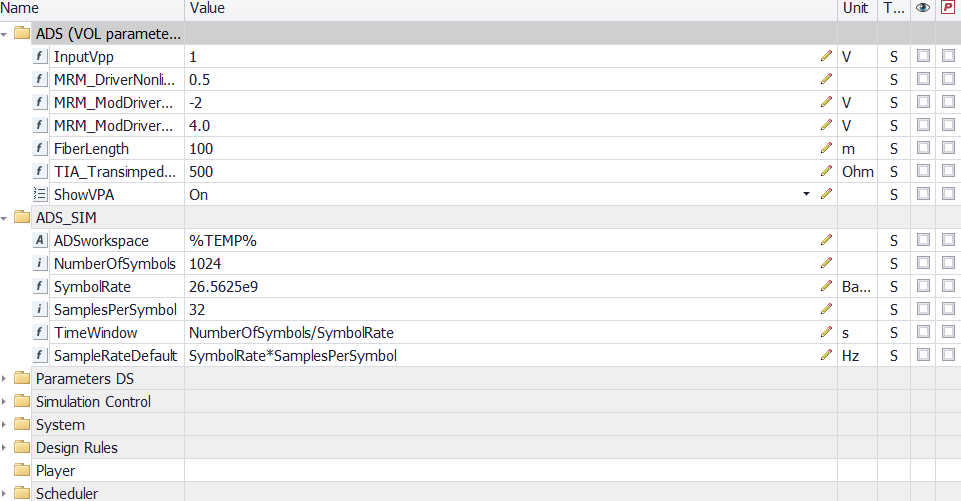 Name Value Unit T...
ADS (VOL paramete...
InputVpp 1 V S
MRM_DriverNonli... 0.5 S
MRM_ModDriver... -2 V S
MRM_ModDriver... 4.0 V S
FiberLength 100 m S
TIA_Transimped... 500 Ohm S
ShowVPA On S
ADS_SIM
ADSworkspace %TEMP% S
NumberOfSymbols 1024 S
SymbolRate 26.5625e9 Ba... S
SamplesPerSymbol 32 S
TimeWindow NumberOfSymbols/SymbolRate s S
SampleRateDefault SymbolRate*SamplesPerSymbol Hz S
Parameters DS
Simulation Control
System
Design Rules
Player
Scheduler